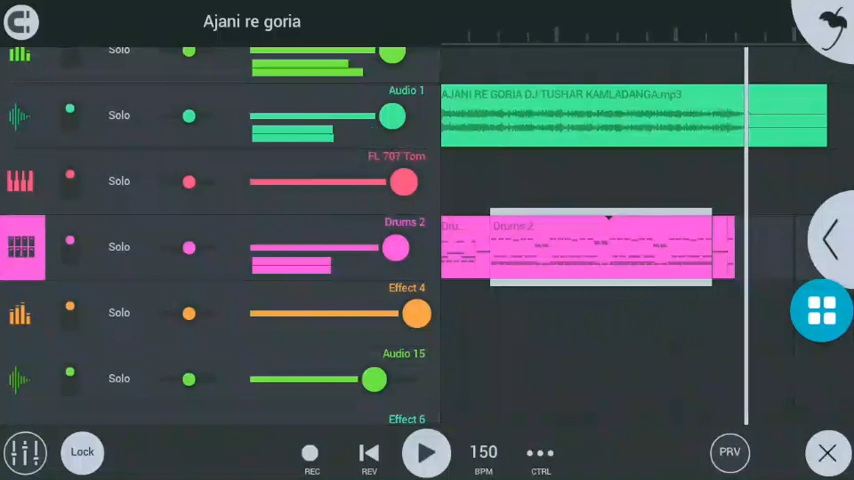 Ajani re goria
Solo
Audio 1
Solo
AJANI RE GORIA DJ TUSHAR KAMLADANGA.mp3
FL 707 Tom
Solo
Drums 2
Solo
Dru...
Drums 2
Effect 4
Solo
Audio 15
Solo
Effect 6
Lock
REC
REV
150
BPM
CTRL
PRV